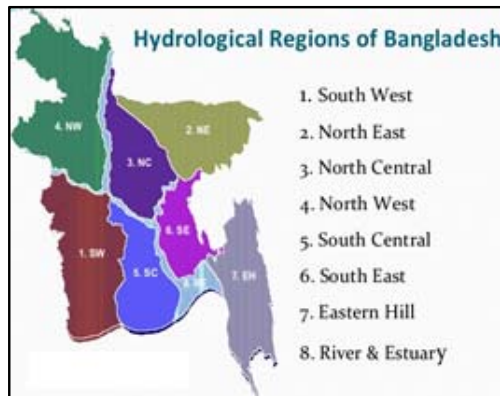 Hydrological Regions of Bangladesh
1. South West
2. North East
3. North Central
4. North West
5. South Central
6. South East
7. Eastern Hill
8. River & Estuary
4. NW
2. NE
3. NC
6. SE
1. SW
5. SC
7. EH